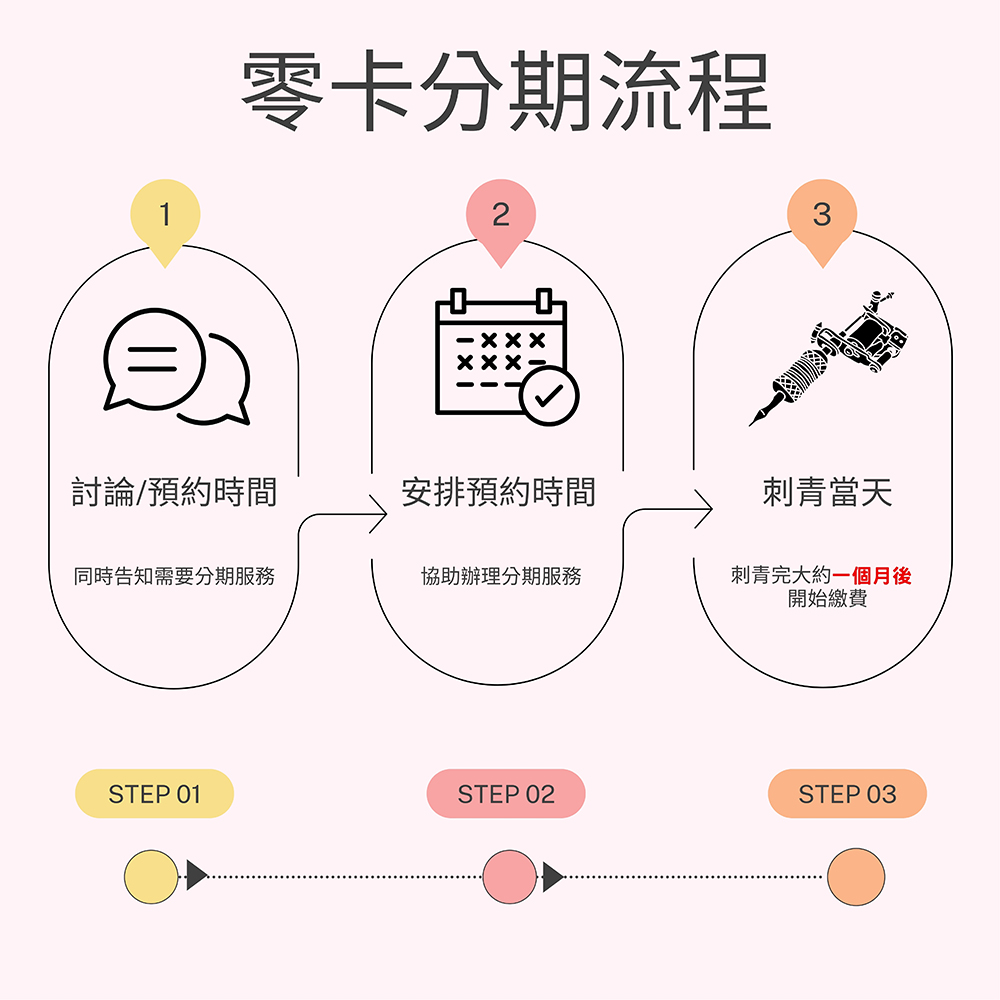 零卡分期流程
1
2
3
討論/預約時間
安排預約時間
刺青當天
同時告知需要分期服務
協助辦理分期服務
刺青完大約一個月後
開始繳費
STEP 01
STEP 02
STEP 03